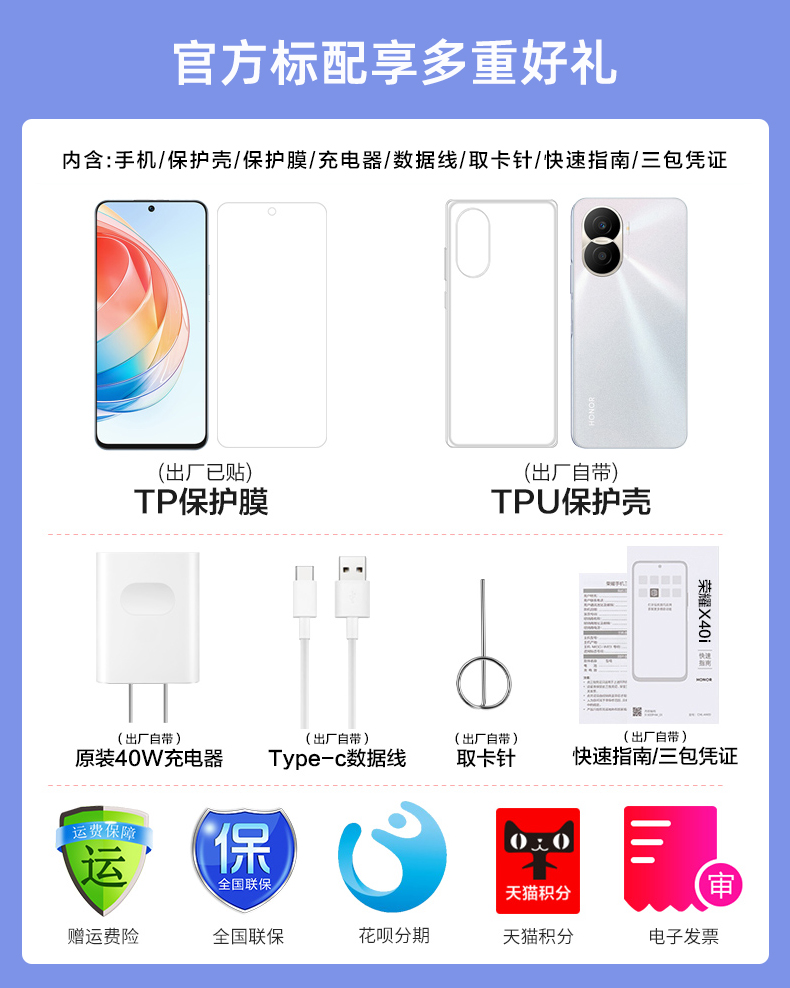 官方标配享多重好礼
内含:手机/保护壳/保护膜/充电器/数据线/取卡针/快速指南/三包凭证
HONOR
(出厂已贴)
TP保护膜
(出厂自带)
TPU保护壳
荣耀X40i
快速
指南
HONOR
(出厂自带)
原装40W充电器
(出厂自带)
Type-c数据线
(出厂自带)
取卡针
(出厂自带)
快速指南/三包凭证
运费保障
运
赠运费险
保
全国联保
全国联保
花呗分期
天猫积分
天猫积分
审
电子发票